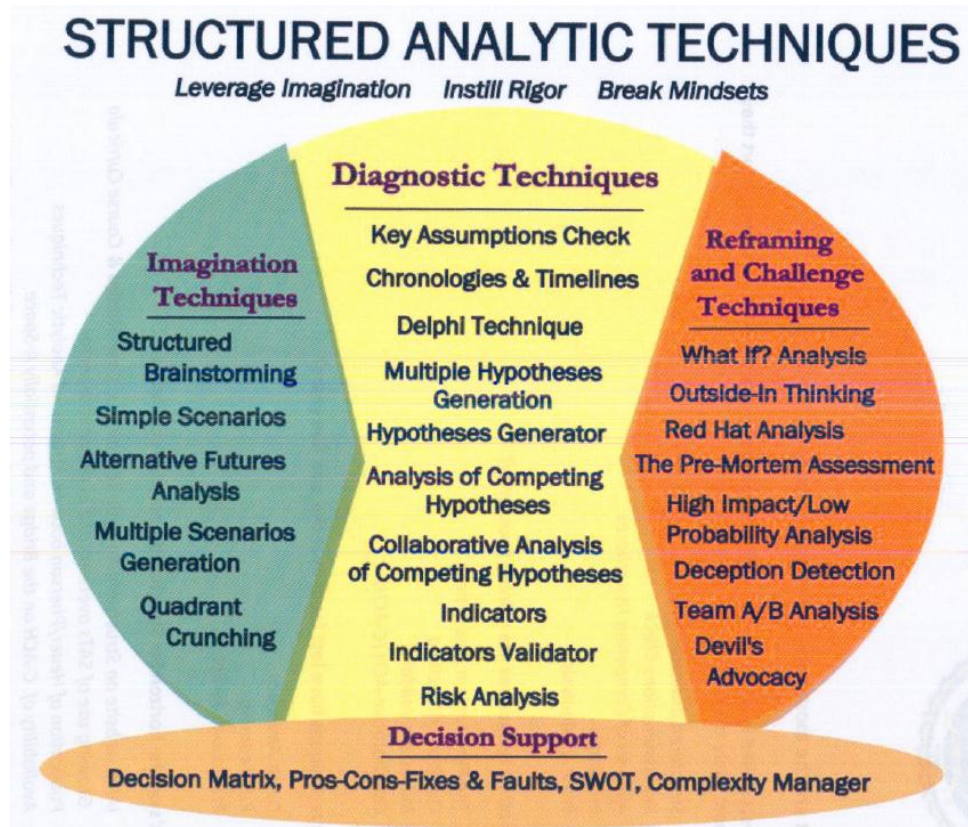 STRUCTURED ANALYTIC TECHNIQUES
Leverage Imagination Instill Rigor Break Mindsets
Diagnostic Techniques
Key Assumptions Check
Chronologies & Timelines
Delphi Technique
Multiple Hypotheses
Generation
Hypotheses Generator
Analysis of Competing
Hypotheses
Collaborative Analysis
of Competing Hypotheses
Indicators
Indicators Validator
Risk Analysis
Imagination
Techniques
Structured
Brainstorming
Simple Scenarios
Alternative Futures
Analysis
Multiple Scenarios
Generation
Quadrant
Crunching
Reframing
and Challenge
Techniques
What If? Analysis
Outside-In Thinking
Red Hat Analysis
The Pre-Mortem Assessment
High Impact/Low
Probability Analysis
Deception Detection
Team A/B Analysis
Devil's
Advocacy
Decision Support
Decision Matrix, Pros-Cons-Fixes & Faults, SWOT, Complexity Manager